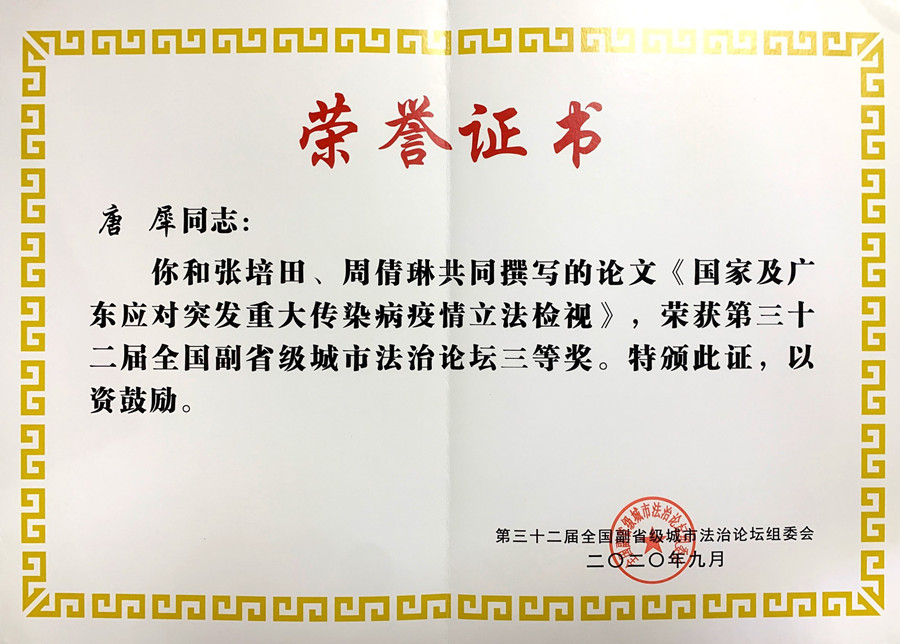 荣誉证书
唐 犀同志：
你和张培田、周倩琳共同撰写的论文《国家及广
东应对突发重大传染病疫情立法检视》，荣获第三十
二届全国副省级城市法治论坛三等奖。特颁此证，以
资鼓励。
第三十二届全国副省级城市法治论坛组委会
二〇二〇年九月